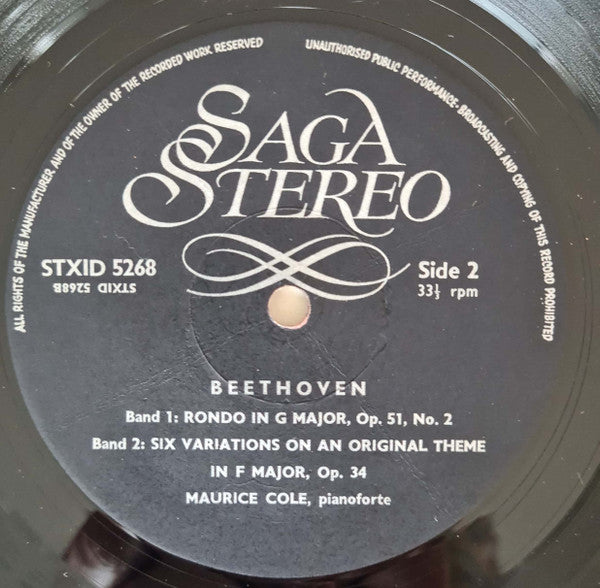 ALL RIGHTS OF THE MANUFACTURER AND OF THE OWNER OF THE RECORDED WORK RESERVED
UNAUTHORISED PUBLIC PERFORMANCE, BROADCASTING AND COPYING OF THIS RECORD PROHIBITED
SAGA
STEREO
STXID 5268
STXID 5268B
Side 2
33⅓ rpm
BEETHOVEN
Band 1: RONDO IN G MAJOR, Op. 51, No. 2
Band 2: SIX VARIATIONS ON AN ORIGINAL THEME
IN F MAJOR, Op. 34
MAURICE COLE, pianoforte